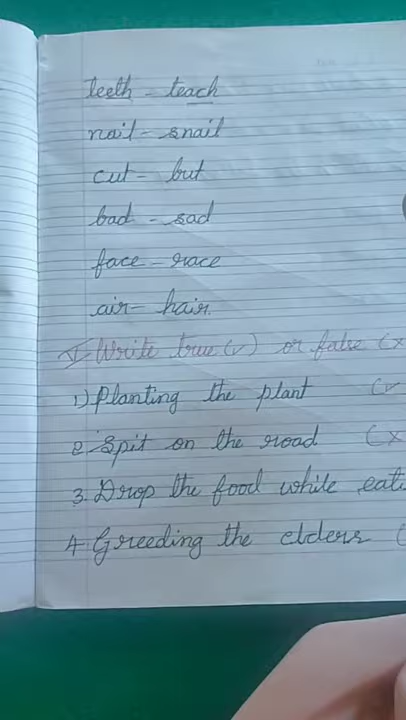 teeth - teach
nail - snail
cut - but
bad - sad
face - race
air - hair.
V Write true (✓) or false (x
1) Planting the plant (✓
2. Spit on the road (x
3. Drop the food while eati
4. Greeding the elders (